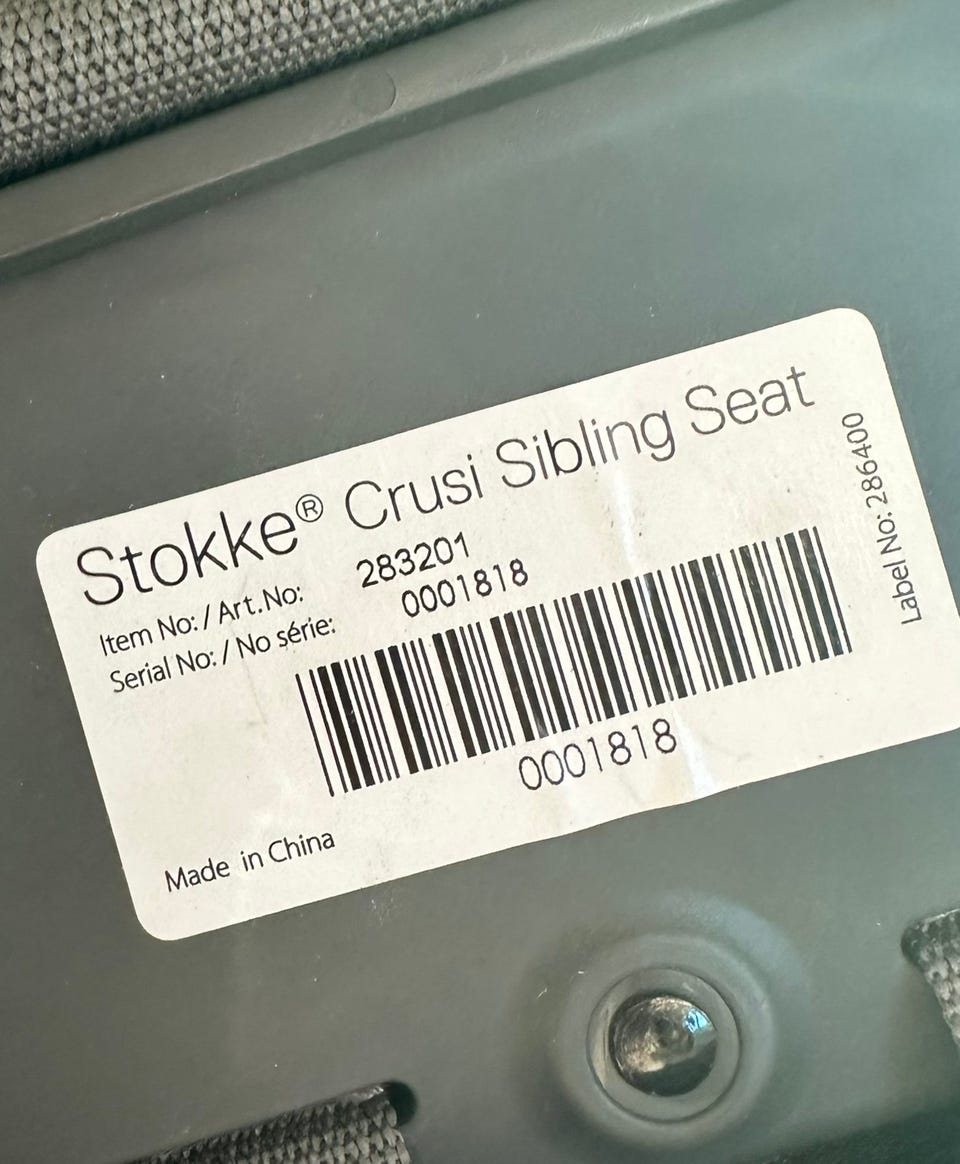 Stokke® Crusi Sibling Seat
Item No: / Art.No: 283201
Serial No: / No série: 0001818
0001818
Made in China
Label No: 286400